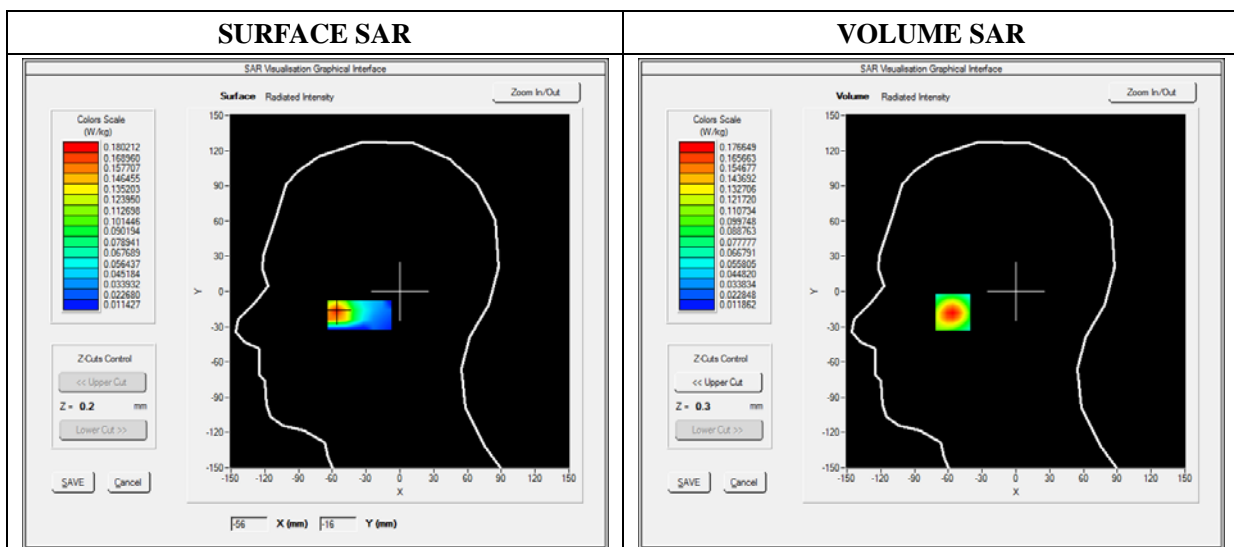 SURFACE SAR
VOLUME SAR
SAR Visualisation Graphical Interface
Surface Radiated Intensity
Zoom In/Out
Colors Scale
(W/kg)
0.180212
0.168960
0.157707
0.146455
0.135203
0.123950
0.112698
0.101446
0.090194
0.078941
0.067689
0.056437
0.045184
0.033932
0.022680
0.011427
150
120
90
60
30
0
-30
-60
-90
-120
-150
Y
-150 -120 -90 -60 -30 0 30 60 90 120 150
X
Z-Cuts Control
<< Upper Cut
Z = 0.2 mm
Lower Cut >>
SAVE Cancel
-56 X (mm) -16 Y (mm)
SAR Visualisation Graphical Interface
Volume Radiated Intensity
Zoom In/Out
Colors Scale
(W/kg)
0.176649
0.165663
0.154677
0.143692
0.132706
0.121720
0.110734
0.099748
0.088763
0.077777
0.066791
0.055805
0.044820
0.033834
0.022848
0.011862
150
120
90
60
30
0
-30
-60
-90
-120
-150
Y
-150 -120 -90 -60 -30 0 30 60 90 120 150
X
Z-Cuts Control
<< Upper Cut
Z = 0.3 mm
Lower Cut >>
SAVE Cancel